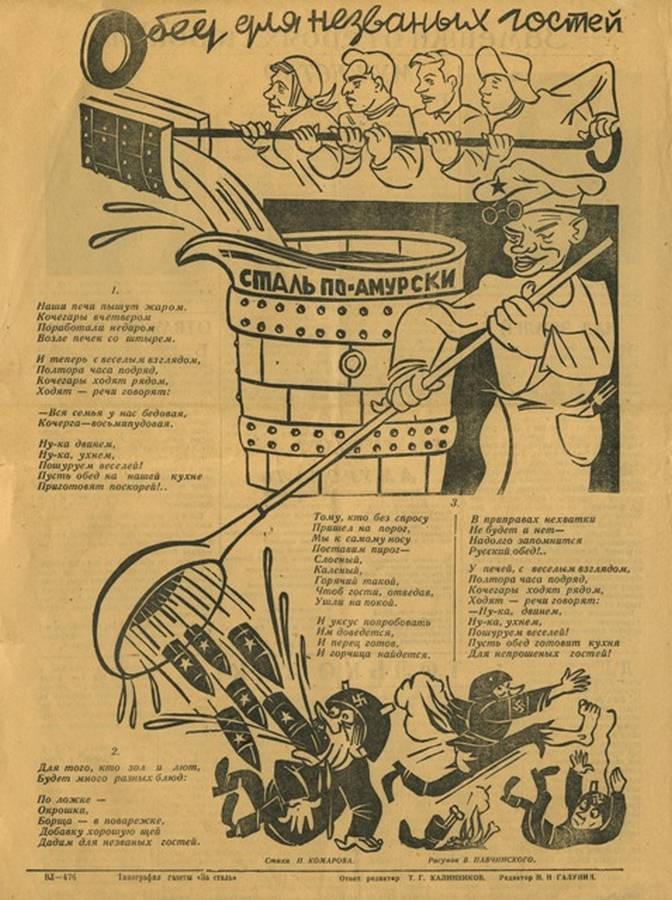 Обед для незваных гостей
СТАЛЬ ПО-АМУРСКИ
1.
Наши печи пышут жаром.
Кочегары вчетвером
Поработали недаром
Возле печек со штырем.
И теперь с веселым взглядом,
Полтора часа подряд,
Кочегары ходят рядом,
Ходят — речи говорят:
—Вся семья у нас бедовая,
Кочерга—восьмипудовая.
Ну-ка двинем,
Ну-ка, ухнем,
Пошуруем веселей!
Пусть обед на нашей кухне
Приготовят поскорей!..
2.
Для того, кто зол и лют,
Будет много разных блюд:
По ложке —
Окрошка,
Борща — в поварежке,
Добавку хорошую щей
Дадим для незваных гостей.
Тому, кто без спросу
Пришел на порог,
Мы к самому носу
Поставим пирог—
Слоеный,
Каленый,
Горячий такой,
Чтоб гости, отведав,
Ушли на покой.
И уксус попробовать
Им доведется,
И перец готов,
И горчица найдется.
3.
В приправах нехватки
Не будет и нет—
Надолго запомнится
Русский обед!..
У печей, с веселым взглядом,
Полтора часа подряд,
Кочегары ходят рядом,
Ходят — речи говорят:
—Ну-ка, двинем,
Ну-ка, ухнем,
Пошуруем веселей!
Пусть обед готовит кухня
Для непрошеных гостей!
Стихи П. КОМАРОВА.
Рисунок В. ПАВЧИНСКОГО.
ВЛ—476 Типография газеты «За сталь» Ответ редактор Т. Г. КАЛИННИКОВ. Редактор Н. Н ГАЛУНИН.